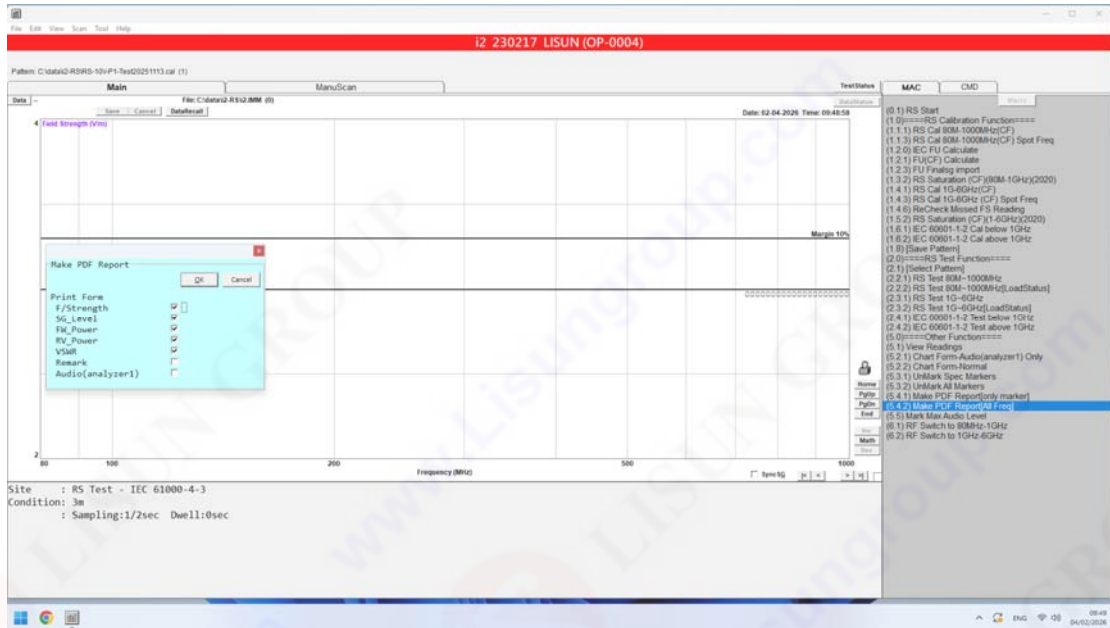 File Edit View Scan Tool Help
i2 230217 LISUN (OP-0004)
Pattern: C:\data\i2-RS\RS-10V-P1-Test20251113.cal (1)
Main
ManuScan
TestStatus
Data --
File: C:\data\i2-RS\i2.IMM (0)
DataStatus
Save Cancel DataRecall
Date: 02-04-2026 Time: 09:48:58
4 Field Strength (V/m)
Margin 10%
Make PDF Report
OK Cancel
Print Form
F/Strength
SG_Level
FW_Power
RV_Power
VSWR
Remark
Audio(analyzer1)
Home
PgUp
PgDn
End
Math
2
80 100 200 500 1000
Frequency (MHz)
Sync SG |< < > >|
Site : RS Test - IEC 61000-4-3
Condition: 3m
: Sampling:1/2sec Dwell:0sec
MAC CMD
(0.1) RS Start
(1.0)====RS Calibration Function====
(1.1.1) RS Cal 80M-1000MHz(CF)
(1.1.3) RS Cal 80M-1000MHz(CF) Spot Freq
(1.2.0) IEC FU Calculate
(1.2.1) FU(CF) Calculate
(1.2.3) FU Finalsg import
(1.3.2) RS Saturation (CF)(80M-1GHz)(2020)
(1.4.1) RS Cal 1G-6GHz(CF)
(1.4.3) RS Cal 1G-6GHz (CF) Spot Freq
(1.4.6) ReCheck Missed FS Reading
(1.5.2) RS Saturation (CF)(1-6GHz)(2020)
(1.6.1) IEC 60601-1-2 Cal below 1GHz
(1.6.2) IEC 60601-1-2 Cal above 1GHz
(1.8) [Save Pattern]
(2.0)====RS Test Function====
(2.1) [Select Pattern]
(2.2.1) RS Test 80M~1000MHz
(2.2.2) RS Test 80M~1000MHz[LoadStatus]
(2.3.1) RS Test 1G~6GHz
(2.3.2) RS Test 1G~6GHz[LoadStatus]
(2.4.1) IEC 60601-1-2 Test below 1GHz
(2.4.2) IEC 60601-1-2 Test above 1GHz
(5.0)====Other Function====
(5.1) View Readings
(5.2.1) Chart Form-Audio(analyzer1) Only
(5.2.2) Chart Form-Normal
(5.3.1) UnMark Spec Markers
(5.3.2) UnMark All Markers
(5.4.1) Make PDF Report[only marker]
(5.4.2) Make PDF Report[All Freq]
(5.5) Mark Max Audio Level
(6.1) RF Switch to 80MHz-1GHz
(6.2) RF Switch to 1GHz-6GHz
LISUN GROUP
www.Lisungroup.com
ENG
09:49
04/02/2026